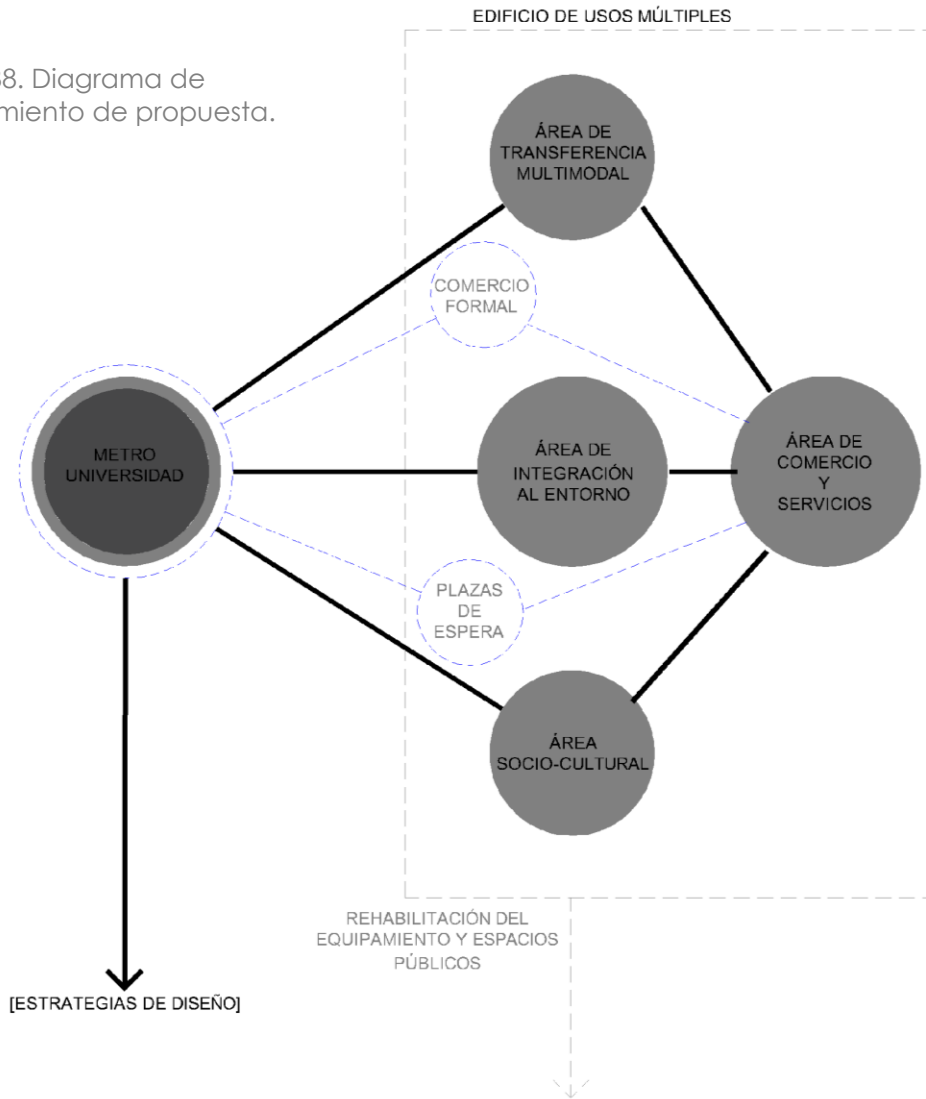 EDIFICIO DE USOS MÚLTIPLES
38. Diagrama de
miento de propuesta.
ÁREA DE
TRANSFERENCIA
MULTIMODAL
COMERCIO
FORMAL
METRO
UNIVERSIDAD
ÁREA DE
INTEGRACIÓN
AL ENTORNO
ÁREA DE
COMERCIO
Y
SERVICIOS
PLAZAS
DE
ESPERA
ÁREA
SOCIO-CULTURAL
REHABILITACIÓN DEL
EQUIPAMIENTO Y ESPACIOS
PÚBLICOS
[ESTRATEGIAS DE DISEÑO]